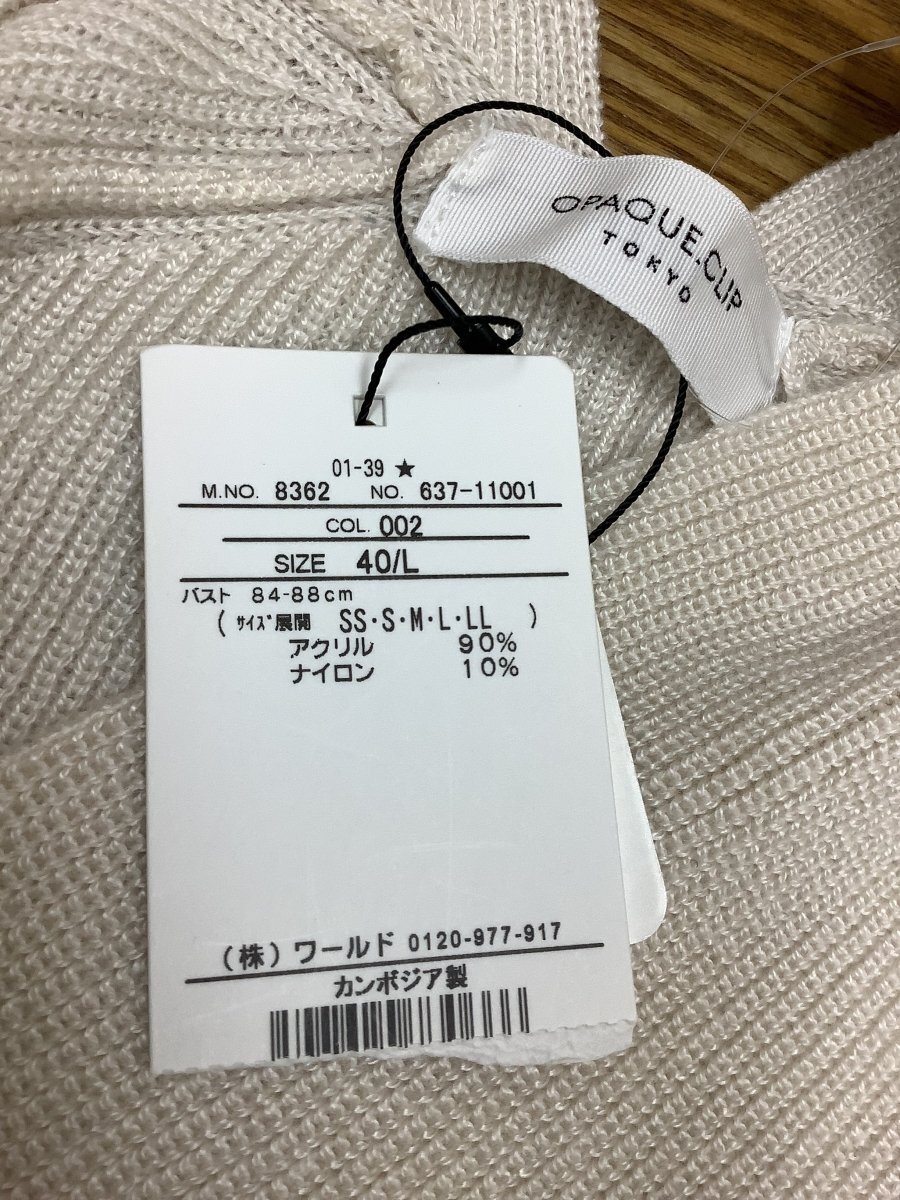 OPAQUE.CLIP
TOKYO
01-39 ★
M.NO. 8362 NO. 637-11001
COL. 002
SIZE 40/L
バスト 84-88cm
( ｻｲｽﾞ展開 SS・S・M・L・LL )
アクリル 90%
ナイロン 10%
(株)ワールド 0120-977-917
カンボジア製